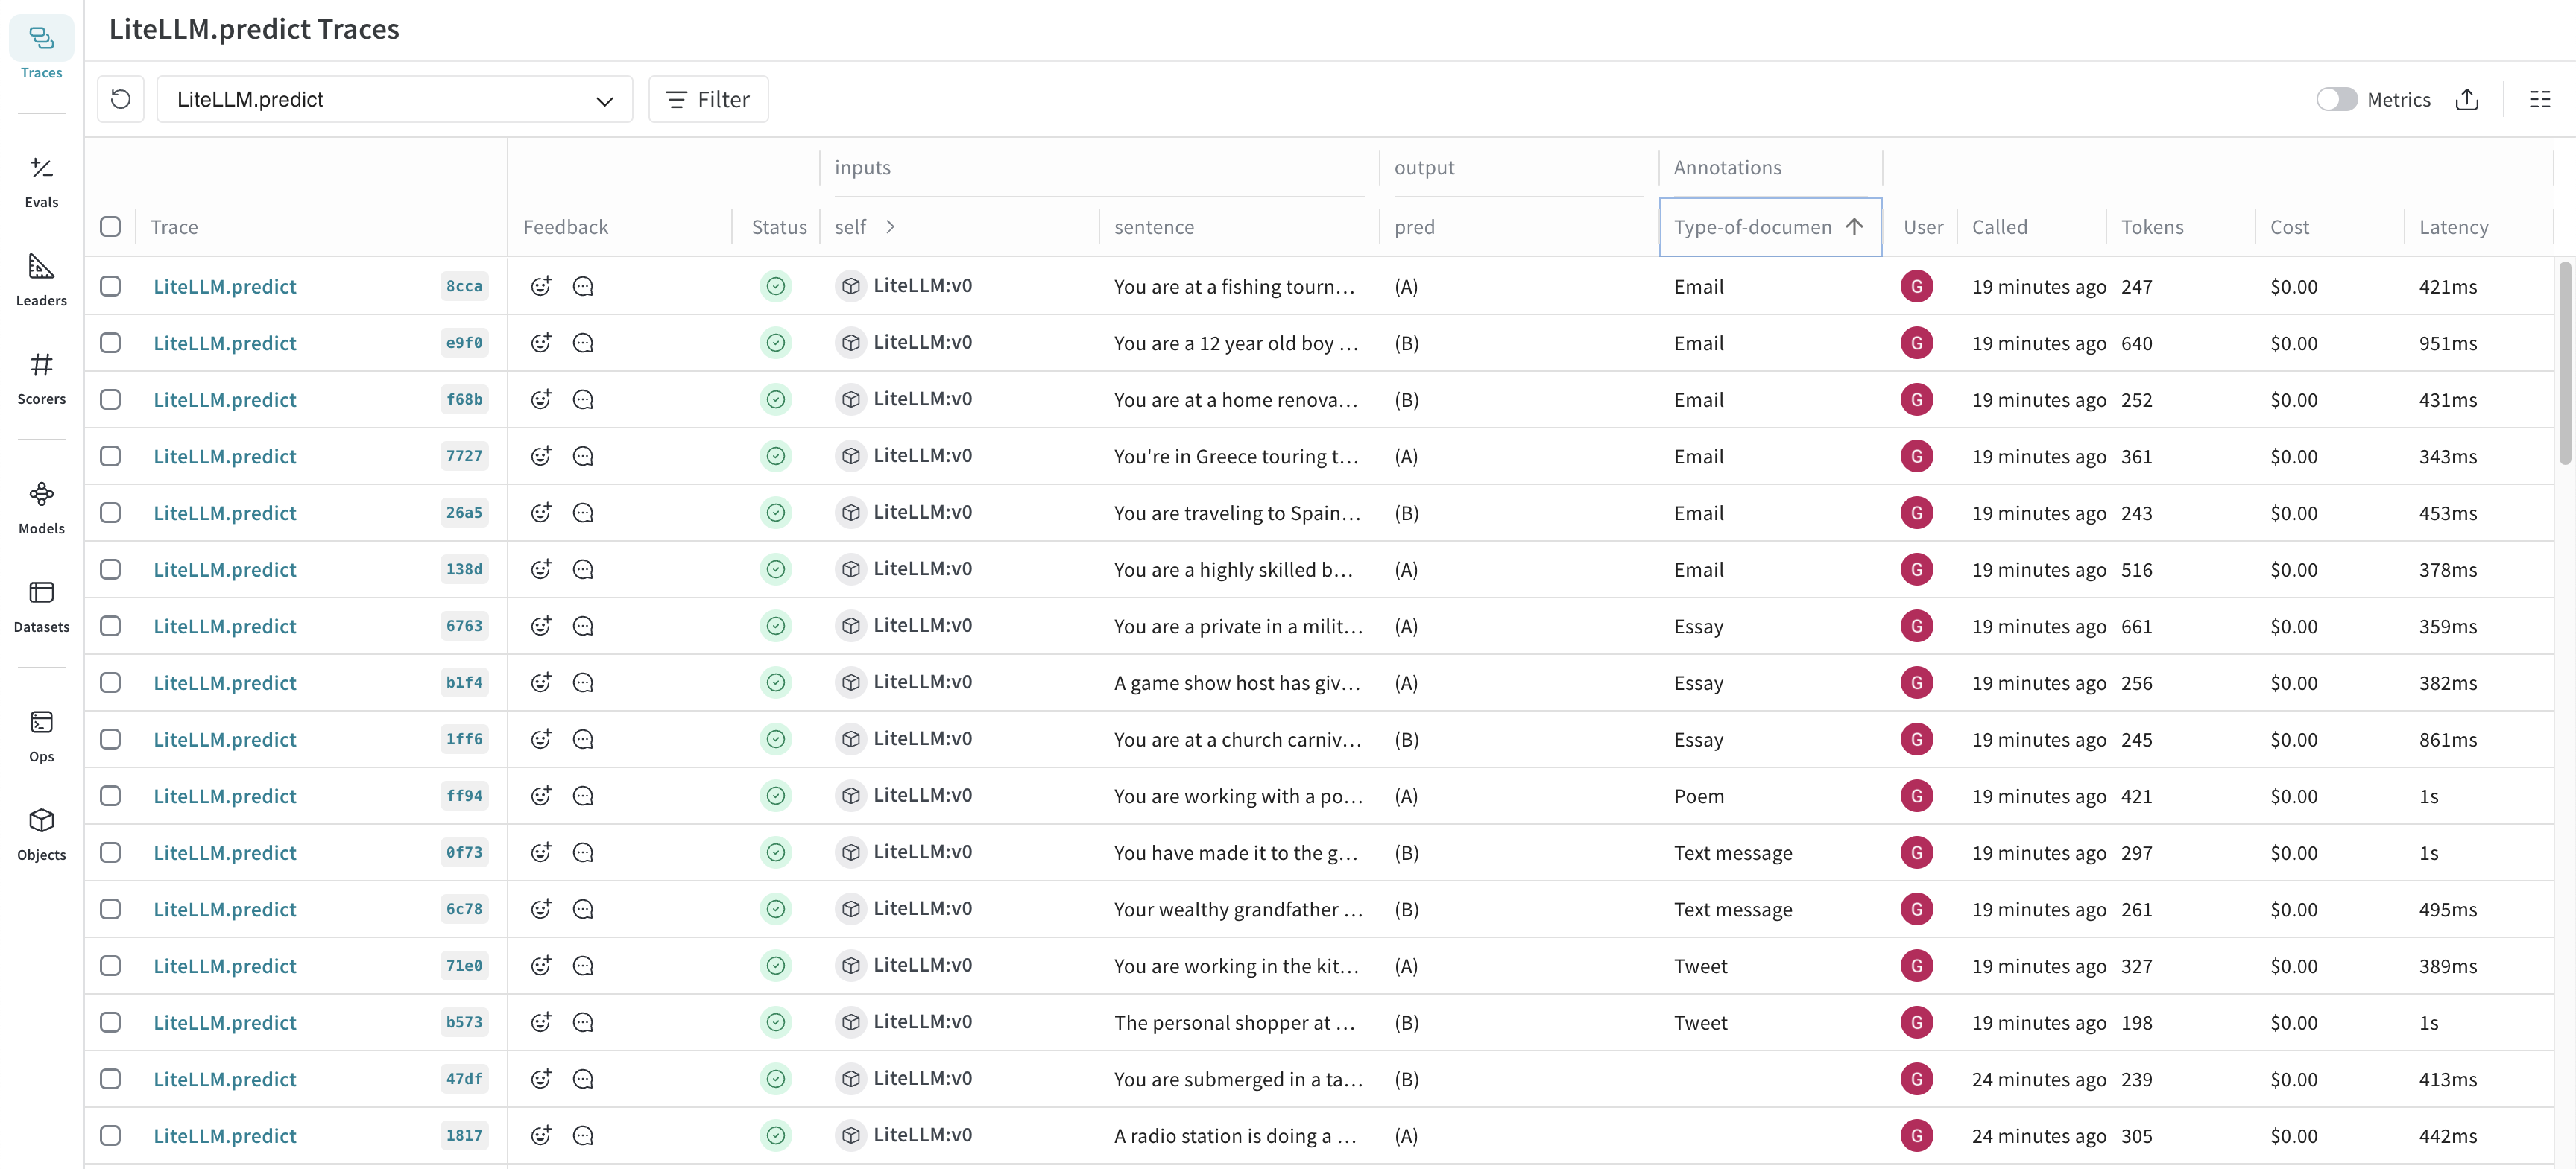 LiteLLM.predict Traces
Traces
LiteLLM.predict
Filter
Metrics
inputs output Annotations
Trace Feedback Status self sentence pred Type-of-documen User Called Tokens Cost Latency
LiteLLM.predict 8cca LiteLLM:v0 You are at a fishing tourn… (A) Email G 19 minutes ago 247 $0.00 421ms
LiteLLM.predict e9f0 LiteLLM:v0 You are a 12 year old boy … (B) Email G 19 minutes ago 640 $0.00 951ms
LiteLLM.predict f68b LiteLLM:v0 You are at a home renova… (B) Email G 19 minutes ago 252 $0.00 431ms
LiteLLM.predict 7727 LiteLLM:v0 You're in Greece touring t… (A) Email G 19 minutes ago 361 $0.00 343ms
LiteLLM.predict 26a5 LiteLLM:v0 You are traveling to Spain… (B) Email G 19 minutes ago 243 $0.00 453ms
LiteLLM.predict 138d LiteLLM:v0 You are a highly skilled b… (A) Email G 19 minutes ago 516 $0.00 378ms
LiteLLM.predict 6763 LiteLLM:v0 You are a private in a milit… (A) Essay G 19 minutes ago 661 $0.00 359ms
LiteLLM.predict b1f4 LiteLLM:v0 A game show host has giv… (A) Essay G 19 minutes ago 256 $0.00 382ms
LiteLLM.predict 1ff6 LiteLLM:v0 You are at a church carniv… (B) Essay G 19 minutes ago 245 $0.00 861ms
LiteLLM.predict ff94 LiteLLM:v0 You are working with a po… (A) Poem G 19 minutes ago 421 $0.00 1s
LiteLLM.predict 0f73 LiteLLM:v0 You have made it to the g… (B) Text message G 19 minutes ago 297 $0.00 1s
LiteLLM.predict 6c78 LiteLLM:v0 Your wealthy grandfather … (B) Text message G 19 minutes ago 261 $0.00 495ms
LiteLLM.predict 71e0 LiteLLM:v0 You are working in the kit… (A) Tweet G 19 minutes ago 327 $0.00 389ms
LiteLLM.predict b573 LiteLLM:v0 The personal shopper at … (B) Tweet G 19 minutes ago 198 $0.00 1s
LiteLLM.predict 47df LiteLLM:v0 You are submerged in a ta… (B) G 24 minutes ago 239 $0.00 413ms
LiteLLM.predict 1817 LiteLLM:v0 A radio station is doing a … (A) G 24 minutes ago 305 $0.00 442ms
Evals
Leaders
Scorers
Models
Datasets
Ops
Objects